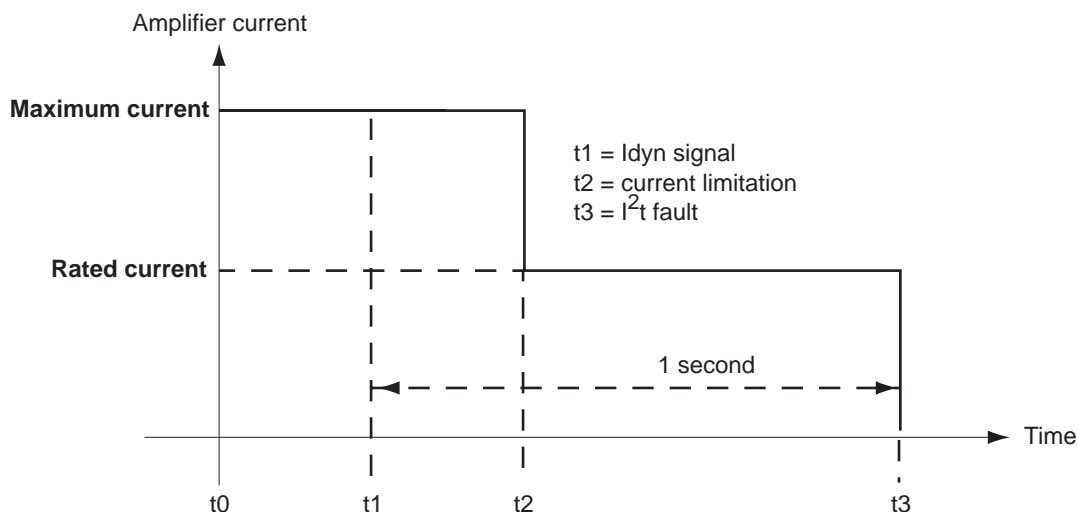 Amplifier current
Maximum current
t1 = Idyn signal
t2 = current limitation
t3 = I²t fault
Rated current
1 second
Time
t0 t1 t2 t3